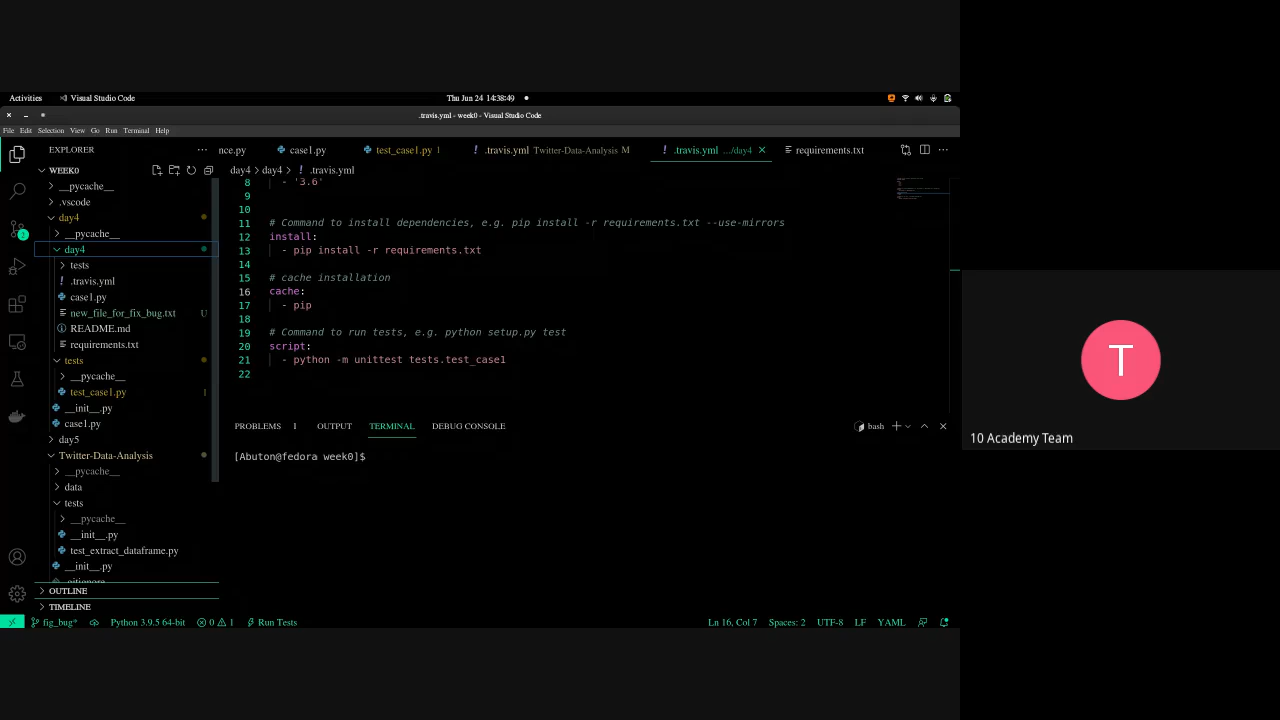 Activities
Visual Studio Code
Thu Jun 24 14:38:49
.travis.yml - week0 - Visual Studio Code
File Edit Selection View Go Run Terminal Help
EXPLORER
nce.py
case1.py
test_case1.py 1
.travis.yml Twitter-Data-Analysis M
.travis.yml .../day4
requirements.txt
WEEK0
__pycache__
.vscode
day4
__pycache__
day4
tests
.travis.yml
case1.py
new_file_for_fix_bug.txt U
README.md
requirements.txt
tests
__pycache__
test_case1.py 1
__init__.py
case1.py
day5
Twitter-Data-Analysis
__pycache__
data
tests
__pycache__
__init__.py
test_extract_dataframe.py
__init__.py
.gitignore
OUTLINE
TIMELINE
day4 > day4 > ! .travis.yml
8 - '3.6'
9
10
11 # Command to install dependencies, e.g. pip install -r requirements.txt --use-mirrors
12 install:
13 - pip install -r requirements.txt
14
15 # cache installation
16 cache:
17 - pip
18
19 # Command to run tests, e.g. python setup.py test
20 script:
21 - python -m unittest tests.test_case1
22
PROBLEMS 1 OUTPUT TERMINAL DEBUG CONSOLE
bash
[Abuton@fedora week0]$
2
fig_bug*
Python 3.9.5 64-bit
0 1
Run Tests
Ln 16, Col 7
Spaces: 2
UTF-8
LF
YAML
T
10 Academy Team